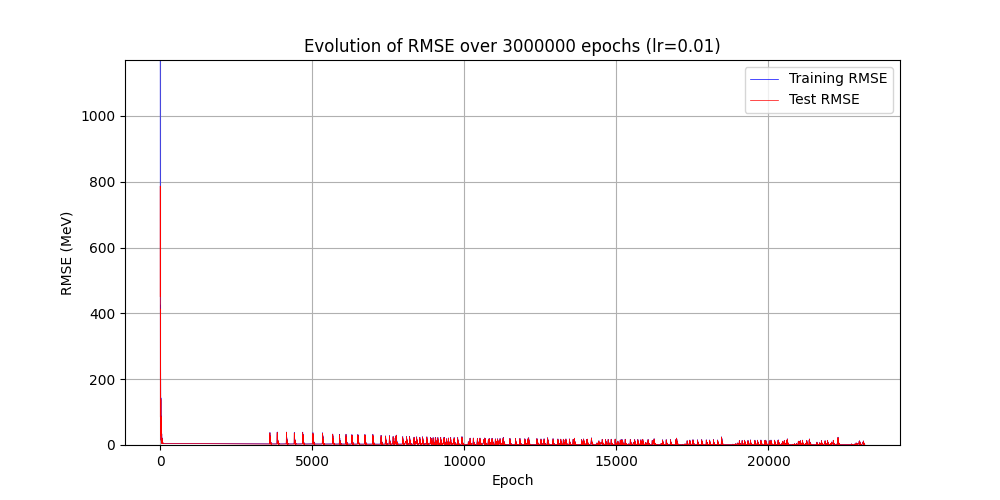 Evolution of RMSE over 3000000 epochs (lr=0.01)
Training RMSE
Test RMSE
RMSE (MeV)
1000
800
600
400
200
0
0
5000
10000
15000
20000
Epoch